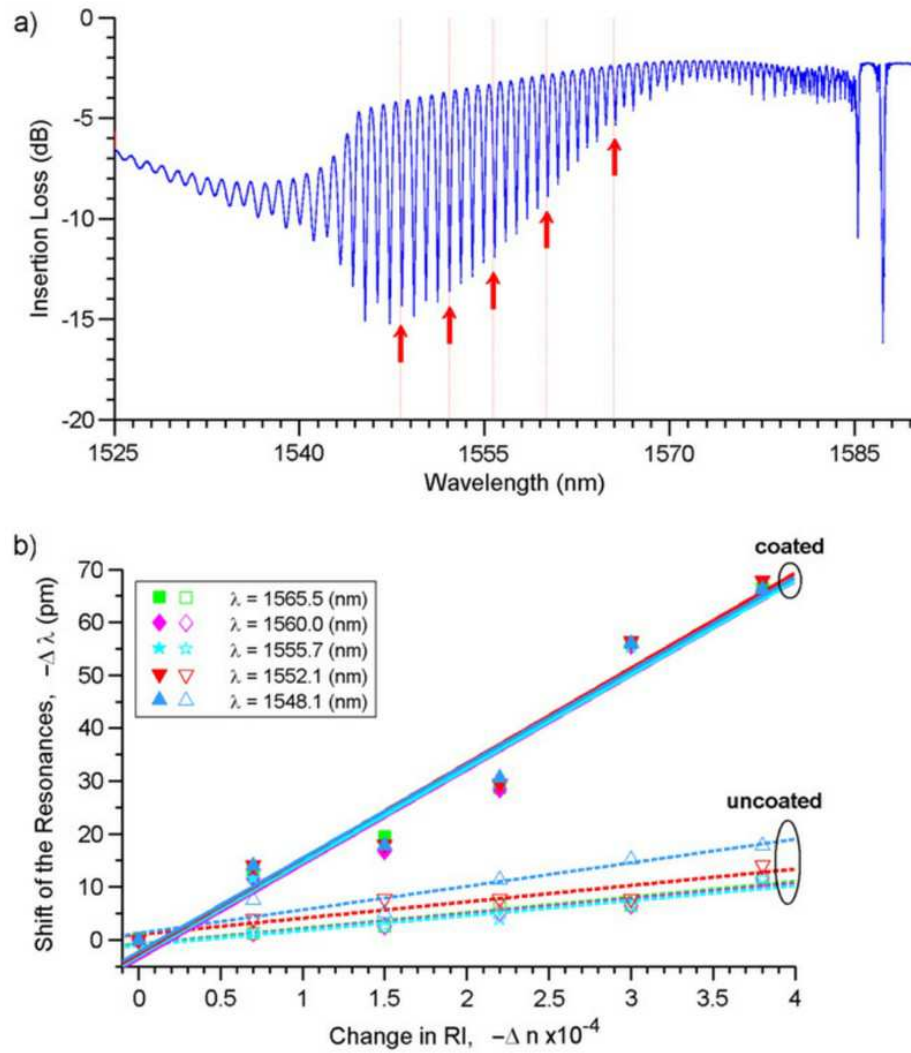 a)
0
-5
-10
-15
-20
Insertion Loss (dB)
1525 1540 1555 1570 1585
Wavelength (nm)
b)
coated
70
60
50
40
30
20
10
0
Shift of the Resonances, -Δ λ (pm)
λ = 1565.5 (nm)
λ = 1560.0 (nm)
λ = 1555.7 (nm)
λ = 1552.1 (nm)
λ = 1548.1 (nm)
uncoated
0 0.5 1 1.5 2 2.5 3 3.5 4
Change in RI, -Δ n x10⁻⁴